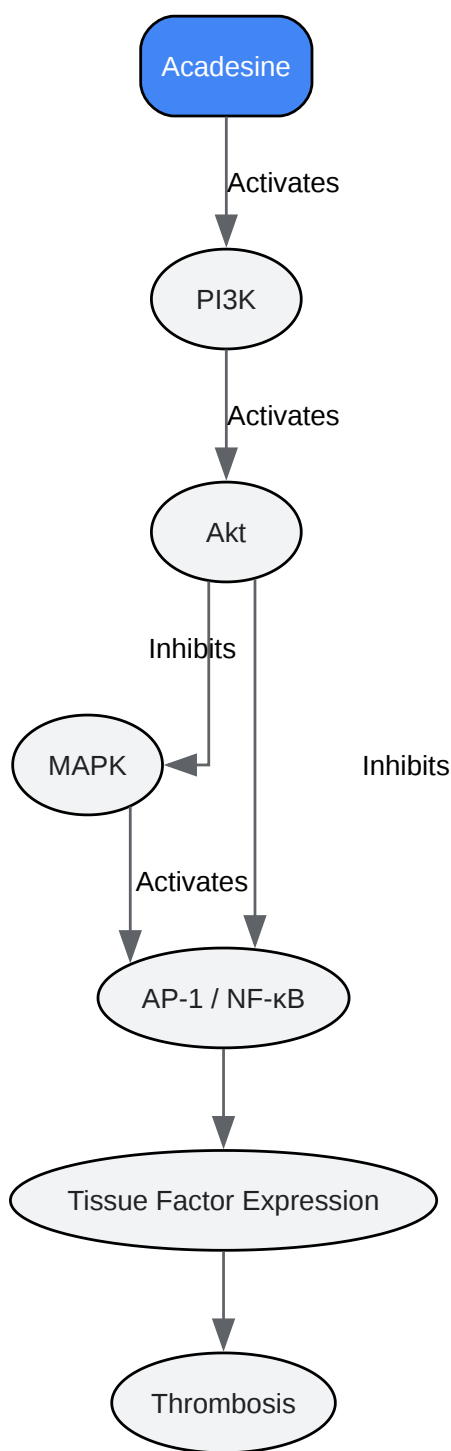 Acadesine
Activates
PI3K
Activates
Akt
Inhibits
MAPK
Inhibits
Activates
AP-1 / NF-κB
Tissue Factor Expression
Thrombosis